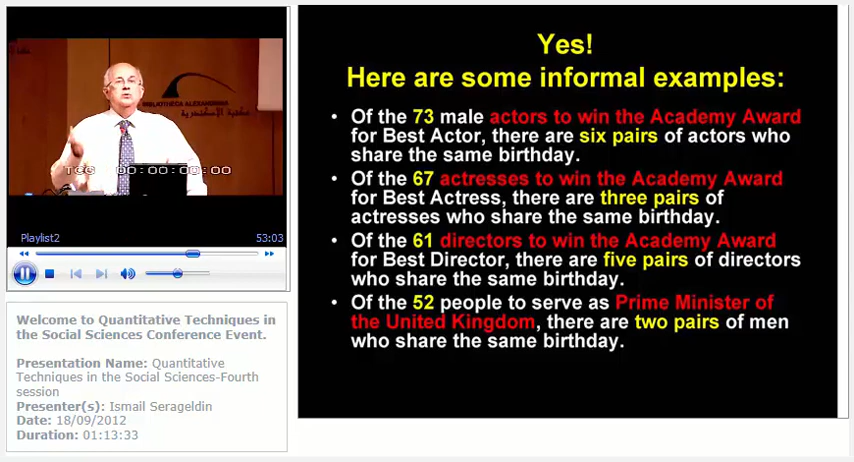 BIBLIOTHECA ALEXANDRINA
مكتبة الإسكندرية
TCG 00:00:00:00
Playlist2
53:03
Welcome to Quantitative Techniques in
the Social Sciences Conference Event.
Presentation Name: Quantitative
Techniques in the Social Sciences-Fourth
session
Presenter(s): Ismail Serageldin
Date: 18/09/2012
Duration: 01:13:33
Yes!
Here are some informal examples:
• Of the 73 male actors to win the Academy Award
for Best Actor, there are six pairs of actors who
share the same birthday.
• Of the 67 actresses to win the Academy Award
for Best Actress, there are three pairs of
actresses who share the same birthday.
• Of the 61 directors to win the Academy Award
for Best Director, there are five pairs of directors
who share the same birthday.
• Of the 52 people to serve as Prime Minister of
the United Kingdom, there are two pairs of men
who share the same birthday.